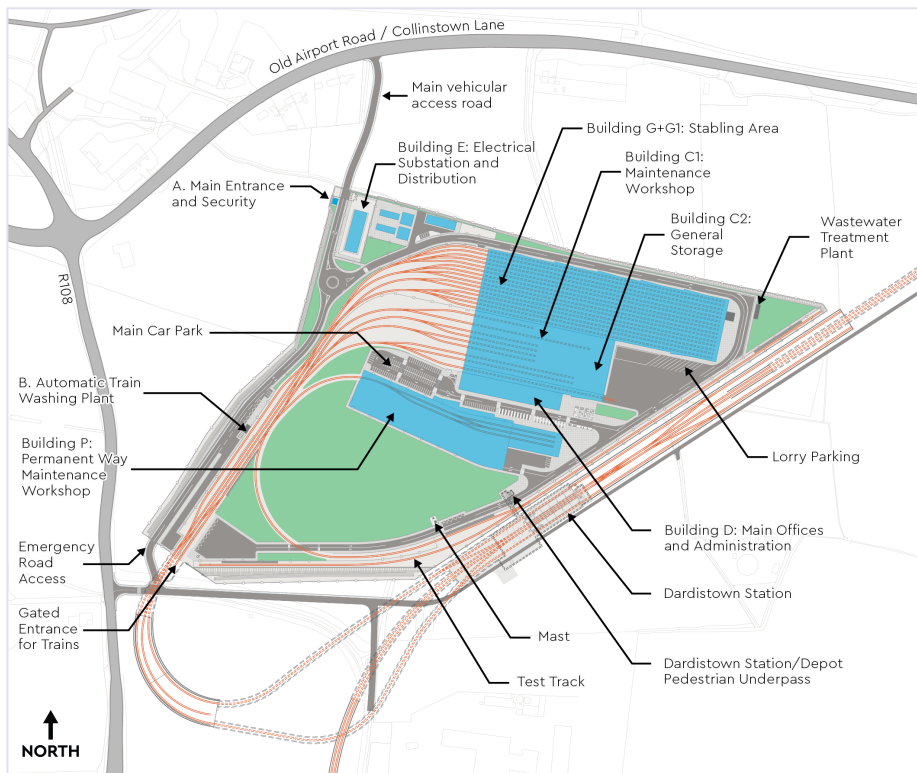 Old Airport Road / Collinstown Lane
Main vehicular
access road
Building G+G1: Stabling Area
Building E: Electrical
Substation and
Distribution
Building C1:
Maintenance
Workshop
A. Main Entrance
and Security
Building C2:
General
Storage
Wastewater
Treatment
Plant
R108
Main Car Park
B. Automatic Train
Washing Plant
Building P:
Permanent Way
Maintenance
Workshop
Lorry Parking
Building D: Main Offices
and Administration
Emergency
Road
Access
Dardistown Station
Gated
Entrance
for Trains
Mast
Dardistown Station/Depot
Pedestrian Underpass
Test Track
NORTH